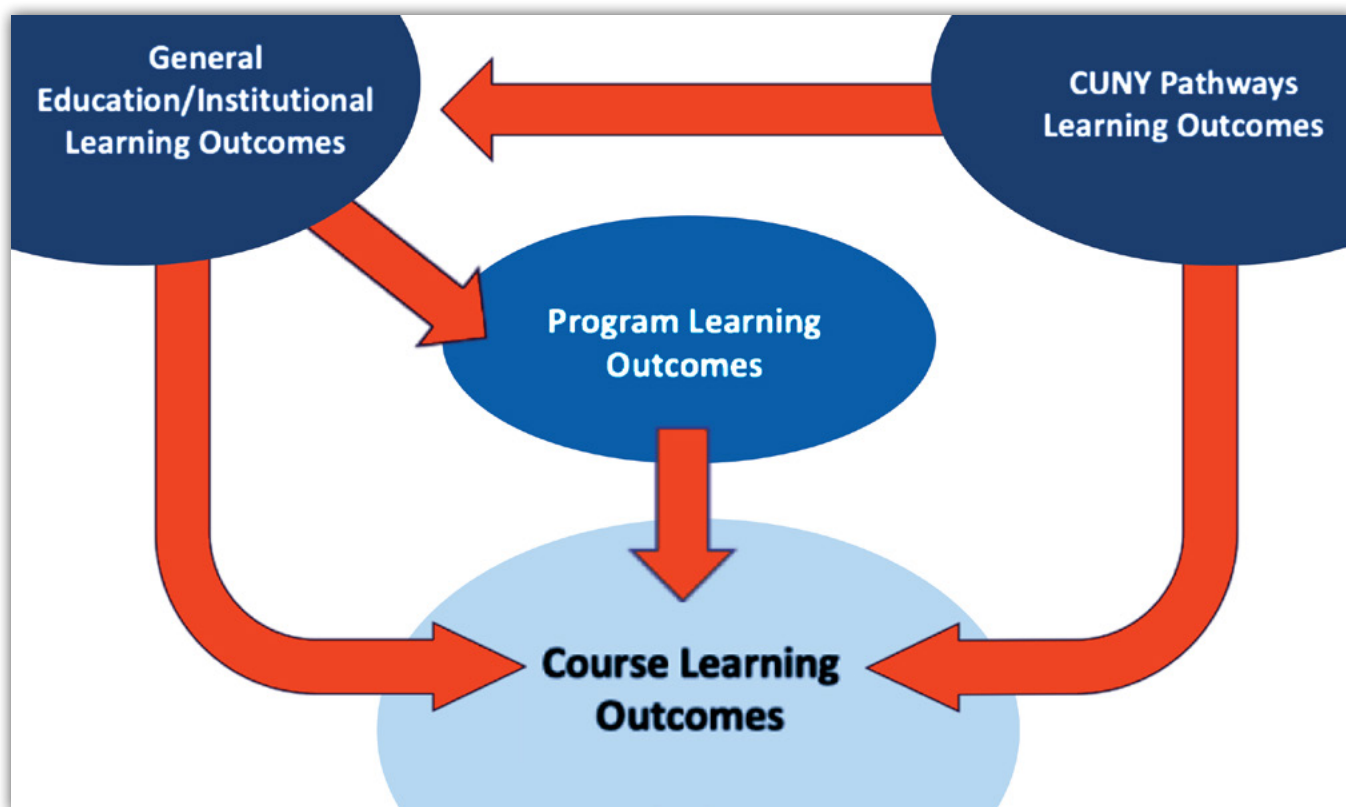 General
Education/Institutional
Learning Outcomes
CUNY Pathways
Learning Outcomes
Program Learning
Outcomes
Course Learning
Outcomes